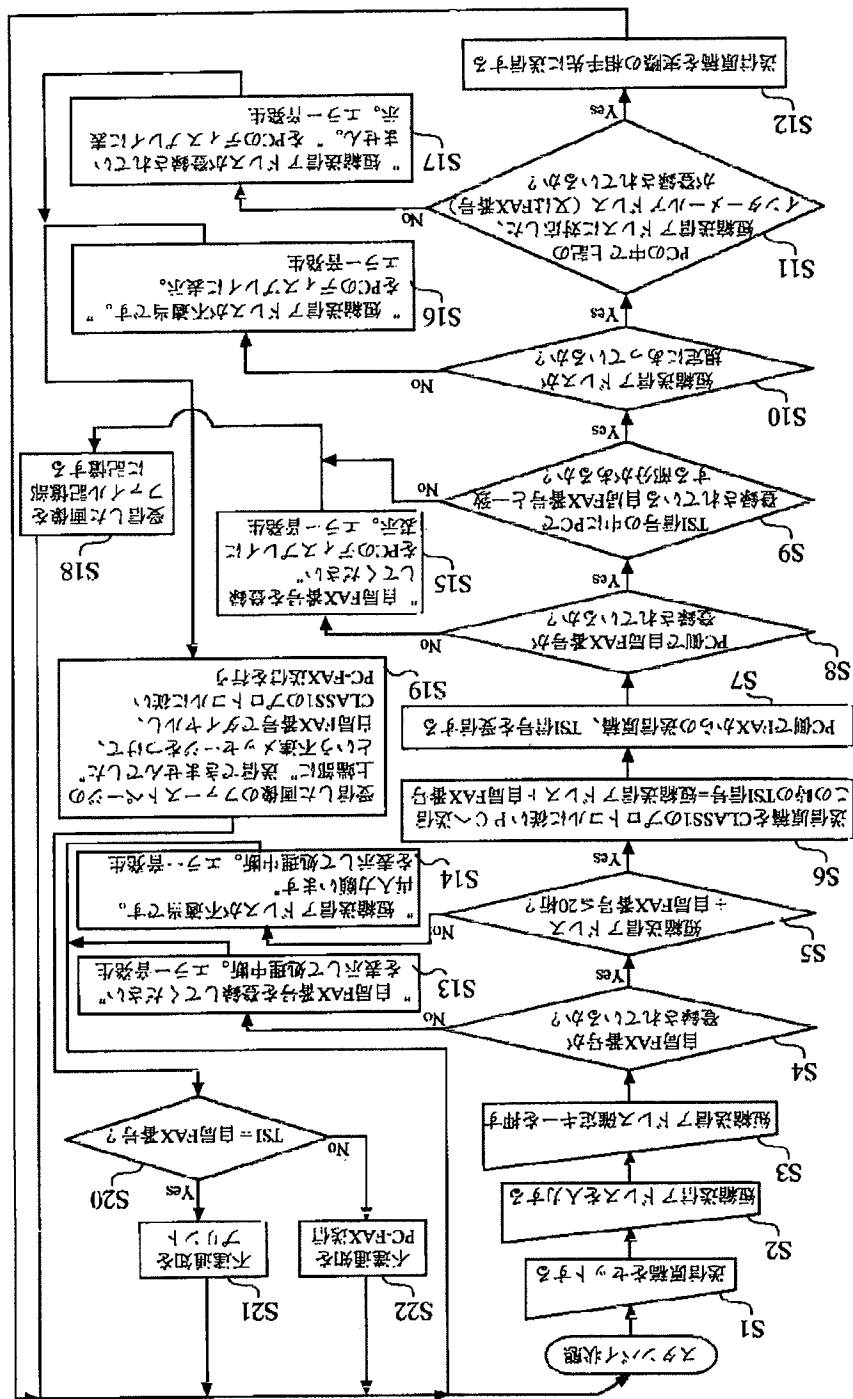 スタンバイ状態
S1
送信原稿をセットする
S2
短縮送信アドレスを入力する
S3
短縮送信アドレス確定キーを押す
S4
自局FAX番号が
登録されているか?
No
Yes
S13
"自局FAX番号を登録してください"
を表示して処理中断。エラー音発生
S5
短縮送信アドレス
+自局FAX番号≦20桁?
No
Yes
S14
"短縮送信アドレスが不適当です。
再入力願います"
を表示して処理中断。エラー音発生
S6
送信原稿をCLASS1のプロトコルに従いPCへ送信
この時のTSI信号=短縮送信アドレス+自局FAX番号
S7
PC側でFAXからの送信原稿、TSI信号を受信する
S8
PC側で自局FAX番号が
登録されているか?
No
Yes
S15
"自局FAX番号を登録
してください"
をPCのディスプレイに
表示。エラー音発生
S9
TSI信号の中にPCで
登録されている自局FAX番号と一致
する部分があるか?
No
Yes
S18
受信した画像を
ファイル記憶部
に記憶する
S10
短縮送信アドレスが
規定にあっているか?
No
Yes
S16
"短縮送信アドレスが不適当です。"
をPCのディスプレイに表示。
エラー音発生
S11
PCの中で上記の
短縮送信アドレスに対応した、
インターメールアドレス(又はFAX番号)
が登録されているか?
No
Yes
S17
"短縮送信アドレスが登録されてい
ません。"をPCのディスプレイに表
示。エラー音発生
S12
送信原稿を実際の相手先に送信する
S19
受信した画像のファーストページの
上端部に"送信できませんでした"
という不達メッセージをつけて、
自局FAX番号でダイヤルし、
CLASS1のプロトコルに従い
PC-FAX送信を行う
S20
TSI=自局FAX番号?
No
Yes
S21
不達通知を
プリント
S22
不達通知を
PC-FAX送信